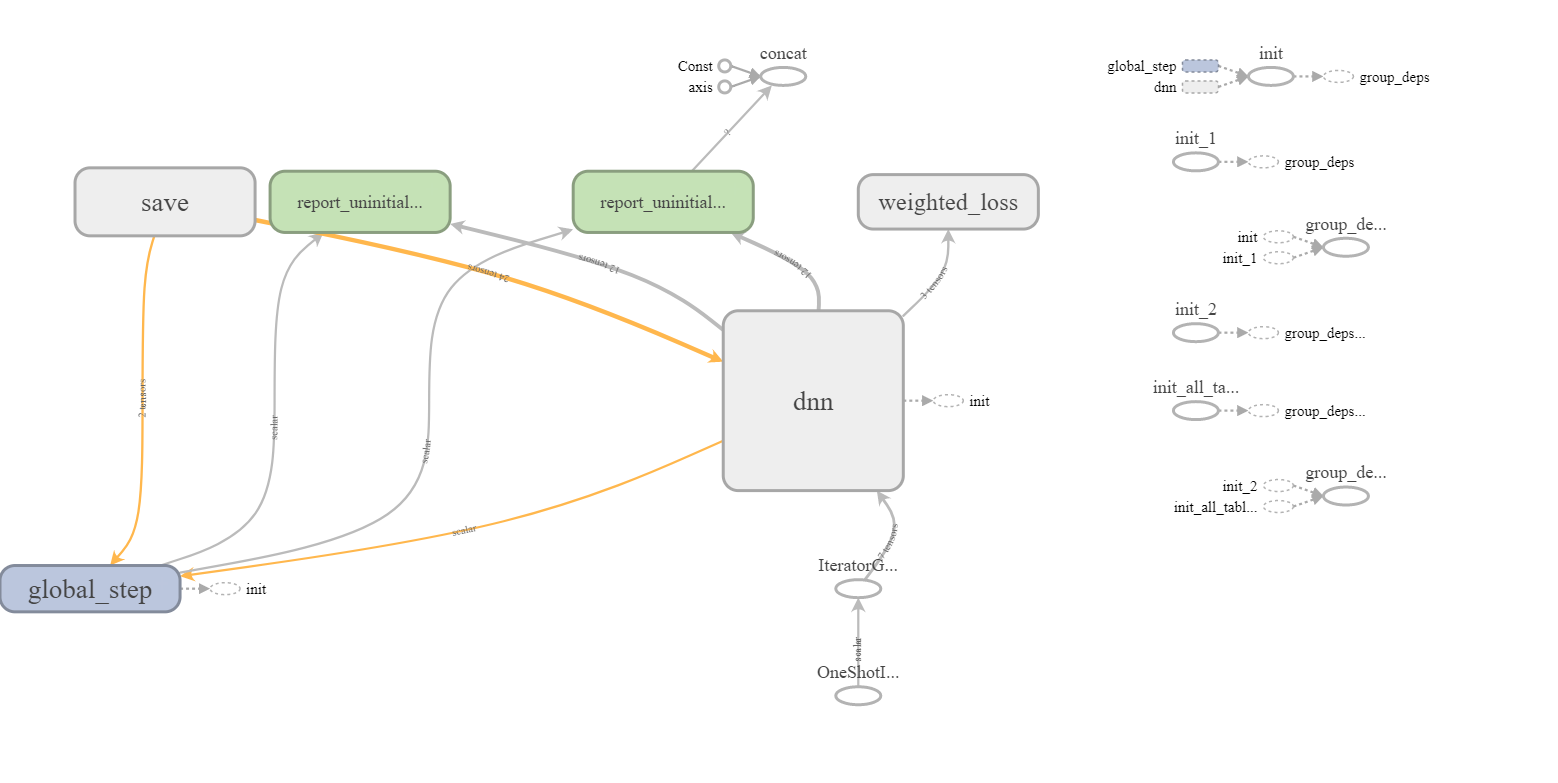 concat
Const
axis
?
save
report_uninitial...
report_uninitial...
weighted_loss
24 tensors
12 tensors
12 tensors
3 tensors
2 tensors
scalar
scalar
dnn
init
scalar
7 tensors
IteratorG...
global_step
init
scalar
OneShotI...
init
global_step
dnn
group_deps
init_1
group_deps
group_de...
init
init_1
init_2
group_deps...
init_all_ta...
group_deps...
group_de...
init_2
init_all_tabl...